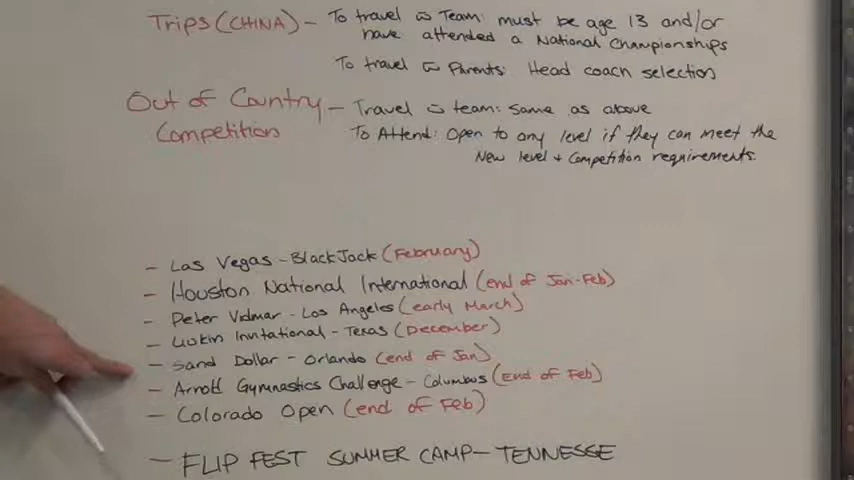 Trips (CHINA) - To travel c̄ Team: must be age 13 and/or
have attended a National Championships
To travel c̄ Parents: Head coach selection
Out of Country - Travel c̄ team: same as above
Competition To Attend: Open to any level if they can meet the
New level + Competition requirements.
- Las Vegas - BlackJack (February)
- Houston National International (end of Jan-Feb)
- Peter Vidmar - Los Angeles (early March)
- Liukin Invitational - Texas (December)
- Sand Dollar - Orlando (end of Jan)
- Arnold Gymnastics Challenge - Columbus (End of Feb)
- Colorado Open (end of Feb)
- FLIP FEST SUMMER CAMP - TENNESSE